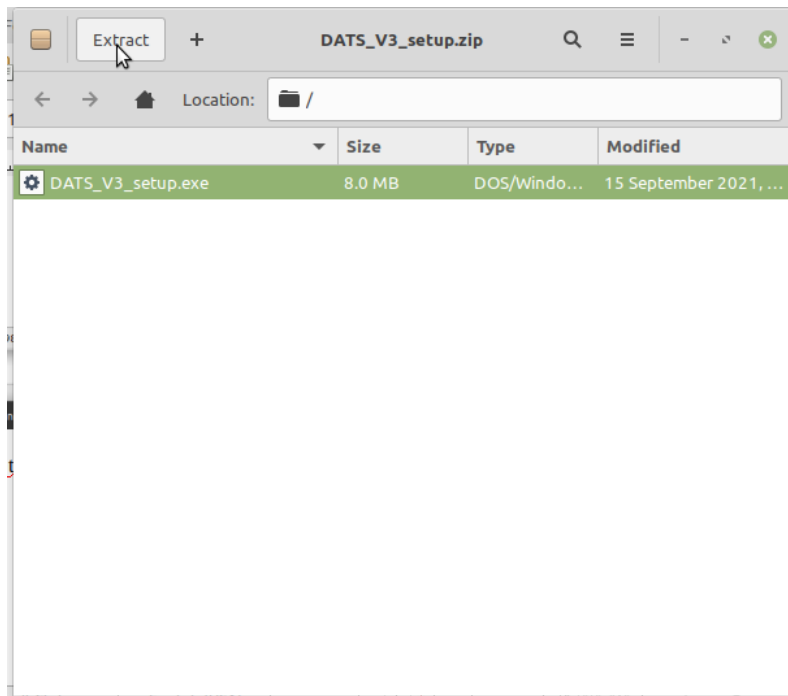 Extract + DATS_V3_setup.zip
Location: /
Name Size Type Modified
DATS_V3_setup.exe 8.0 MB DOS/Windo... 15 September 2021, ...